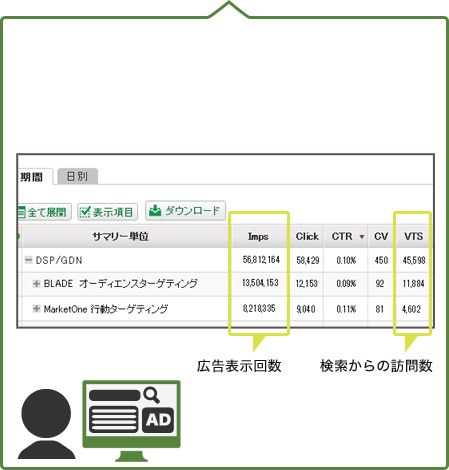 期間 日別
全て展開 表示項目 ダウンロード
サマリー単位 Imps Click CTR ▼ CV VTS
DSP/GDN 56,812,164 58,429 0.10% 450 45,598
BLADE オーディエンスターゲティング 13,504,153 12,153 0.09% 92 11,884
MarketOne 行動ターゲティング 8,218,335 9,040 0.11% 81 4,602
広告表示回数 検索からの訪問数
AD